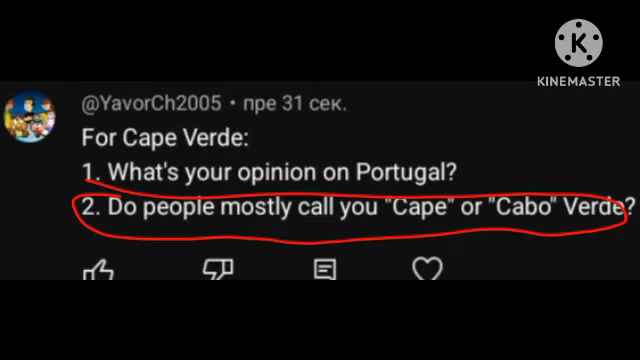 KINEMASTER
@YavorCh2005 • пре 31 сек.
For Cape Verde:
1. What's your opinion on Portugal?
2. Do people mostly call you "Cape" or "Cabo" Verde?